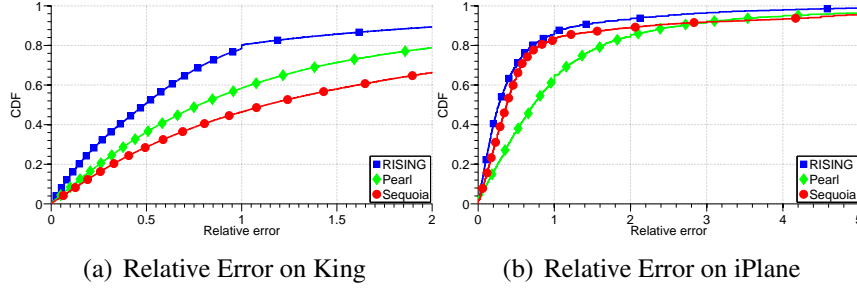 1
0.8
0.6
0.4
0.2
0
CDF
0
0.5
1
1.5
2
Relative error
RISING
Pearl
Sequoia
(a) Relative Error on King
1
0.8
0.6
0.4
0.2
0
CDF
0
1
2
3
4
5
Relative error
RISING
Pearl
Sequoia
(b) Relative Error on iPlane